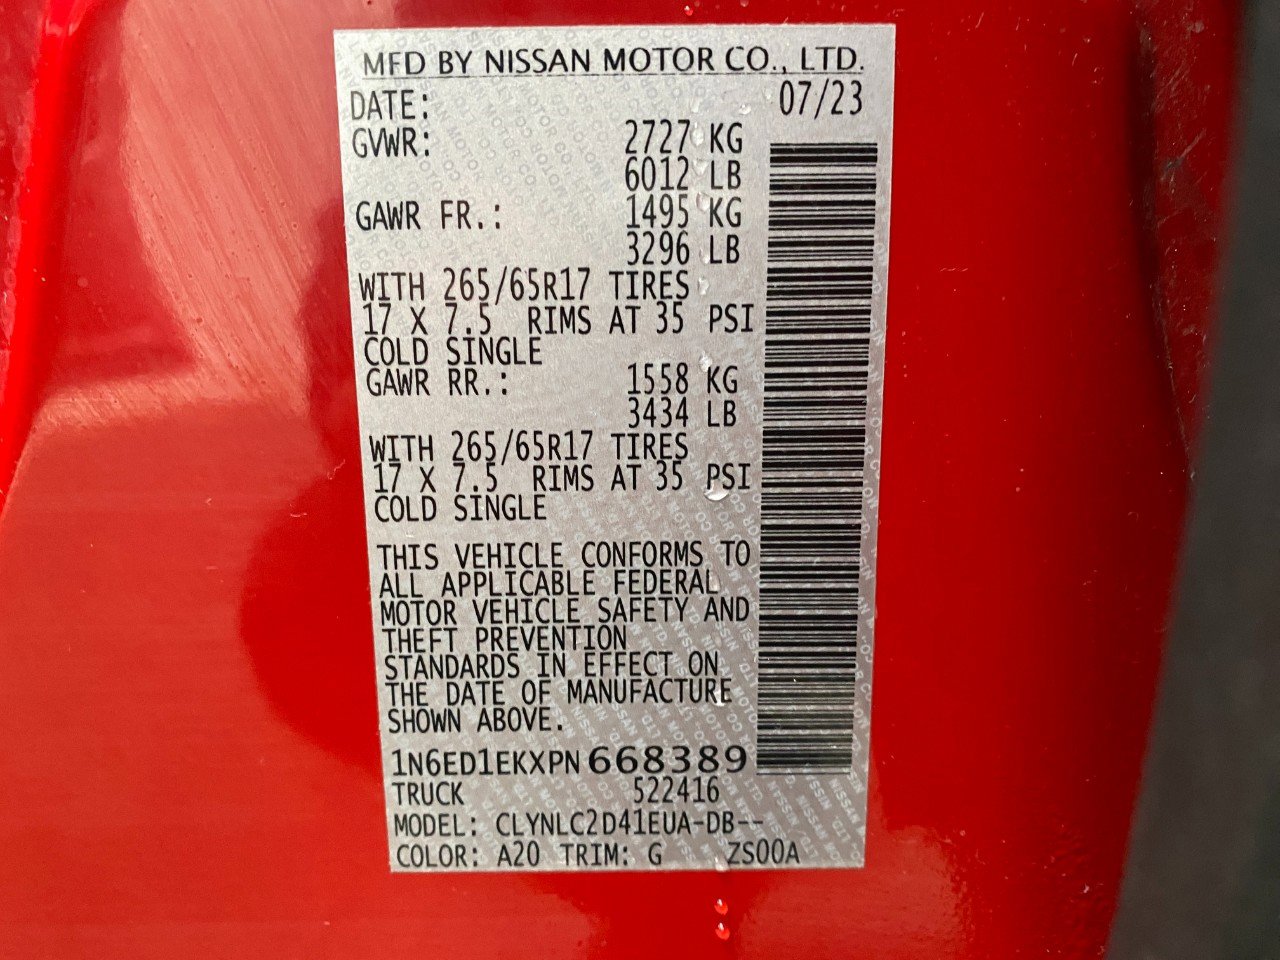 MFD BY NISSAN MOTOR CO., LTD.
DATE: 07/23
GVWR: 2727 KG
6012 LB
GAWR FR.: 1495 KG
3296 LB
WITH 265/65R17 TIRES
17 X 7.5 RIMS AT 35 PSI
COLD SINGLE
GAWR RR.: 1558 KG
3434 LB
WITH 265/65R17 TIRES
17 X 7.5 RIMS AT 35 PSI
COLD SINGLE
THIS VEHICLE CONFORMS TO
ALL APPLICABLE FEDERAL
MOTOR VEHICLE SAFETY AND
THEFT PREVENTION
STANDARDS IN EFFECT ON
THE DATE OF MANUFACTURE
SHOWN ABOVE.
1N6ED1EKXPN668389
TRUCK 522416
MODEL: CLYNLC2D41EUA-DB--
COLOR: A20 TRIM: G ZS00A